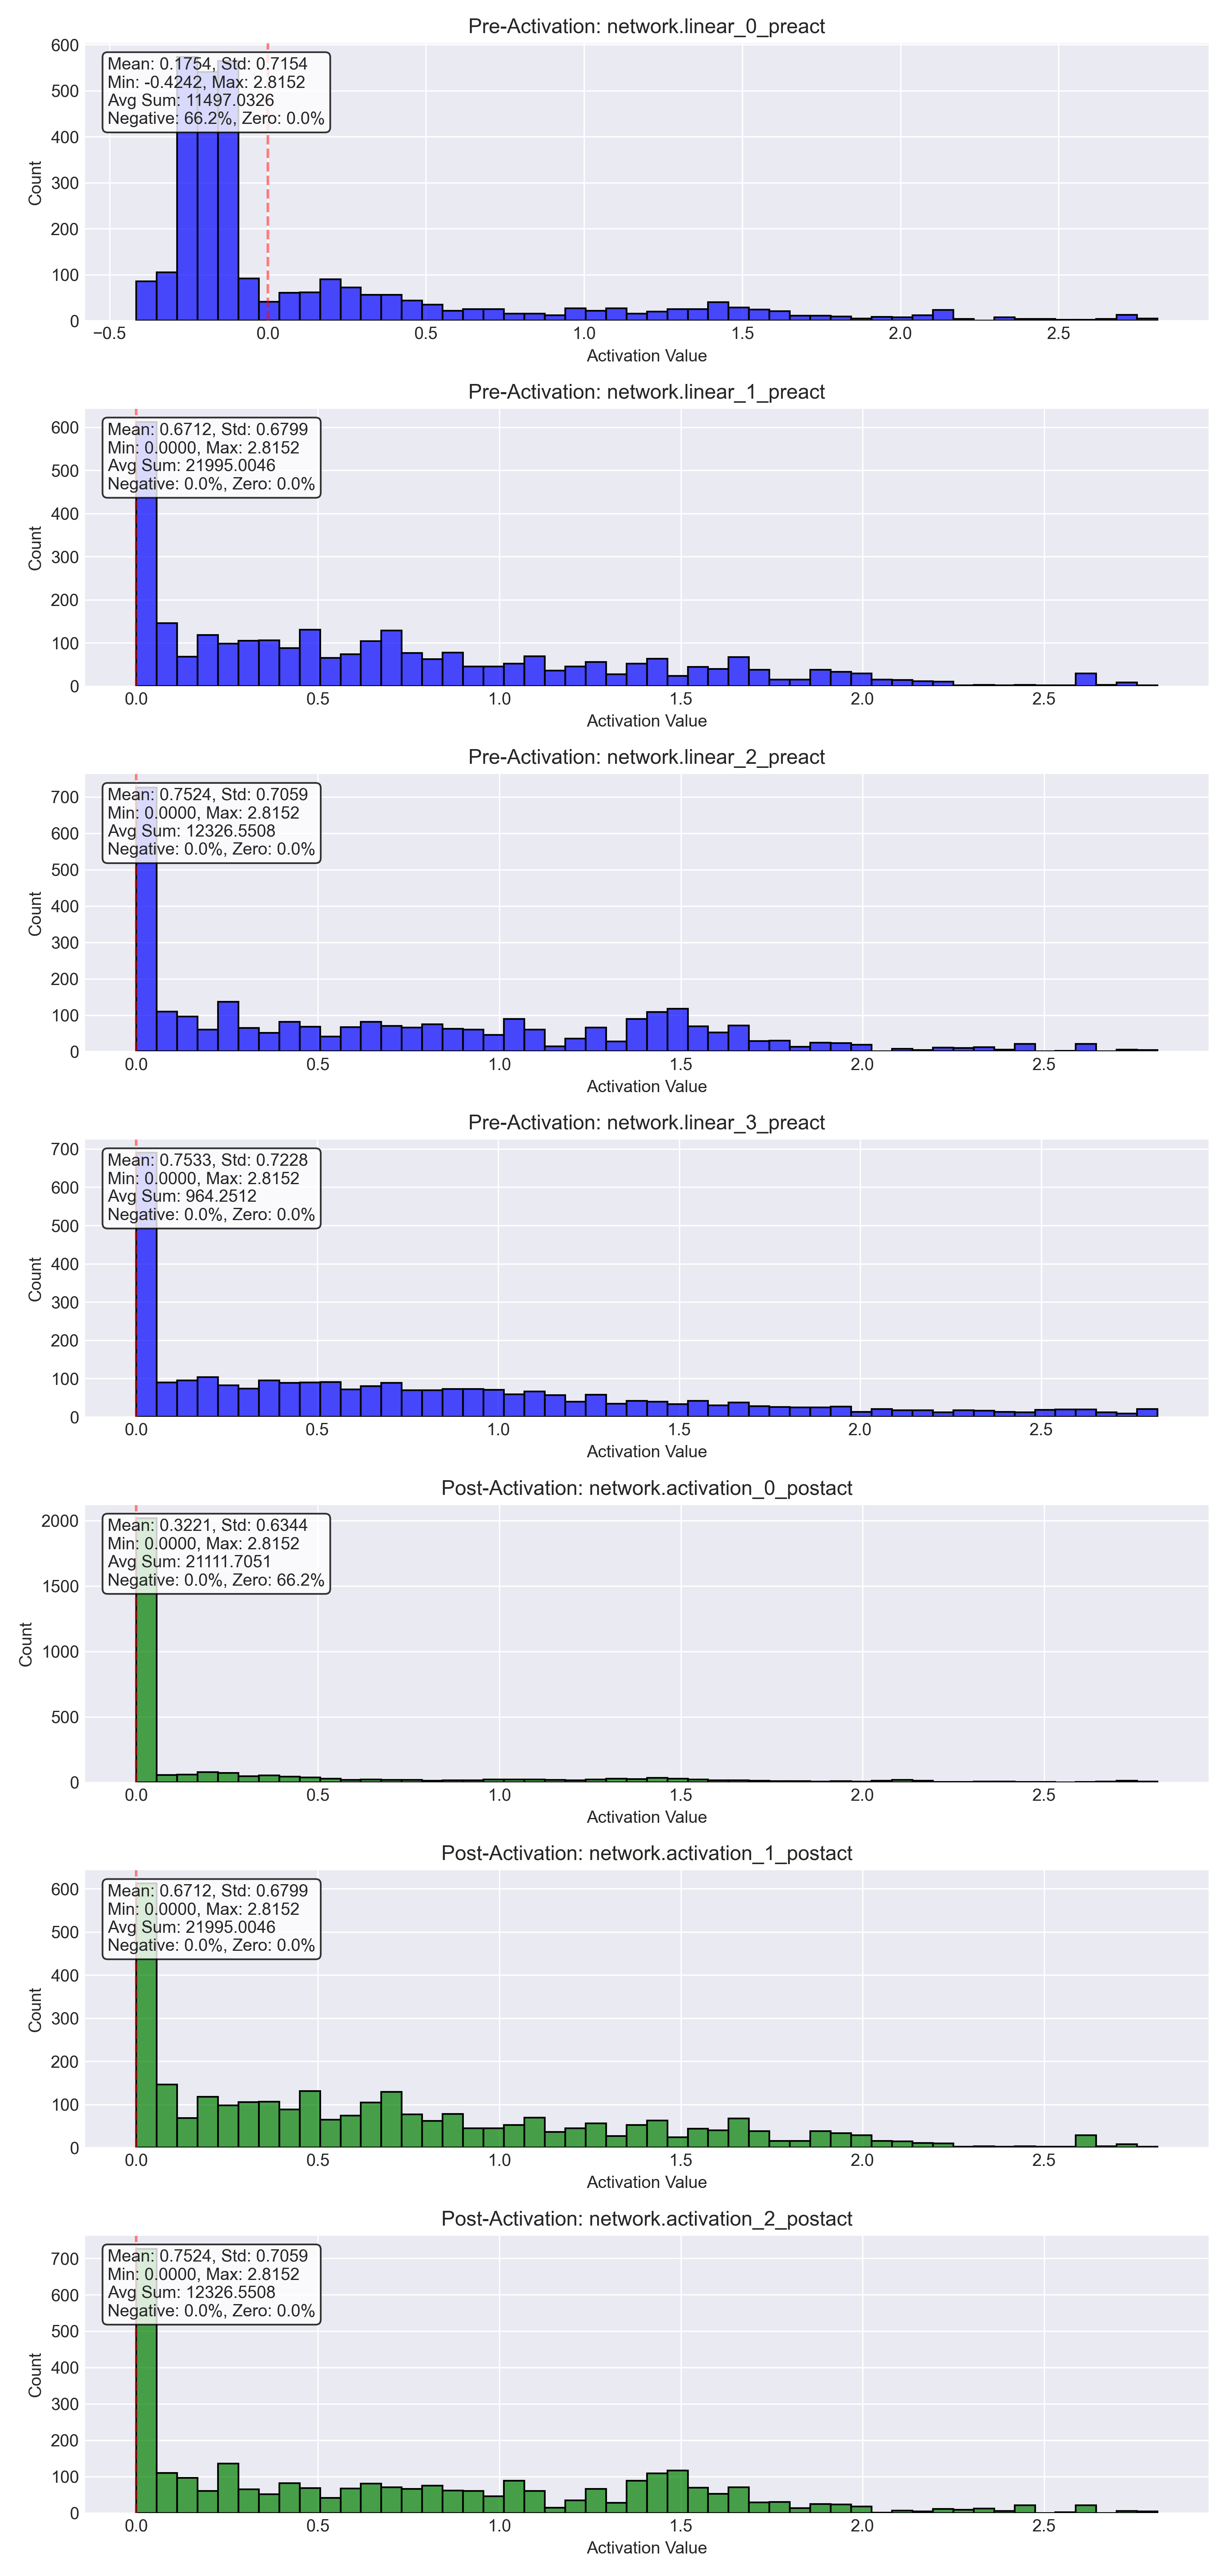 Pre-Activation: network.linear_0_preact
Mean: 0.1754, Std: 0.7154
Min: -0.4242, Max: 2.8152
Avg Sum: 11497.0326
Negative: 66.2%, Zero: 0.0%
Count
600
500
400
300
200
100
0
−0.5 0.0 0.5 1.0 1.5 2.0 2.5
Activation Value
Pre-Activation: network.linear_1_preact
Mean: 0.6712, Std: 0.6799
Min: 0.0000, Max: 2.8152
Avg Sum: 21995.0046
Negative: 0.0%, Zero: 0.0%
Count
600
500
400
300
200
100
0
0.0 0.5 1.0 1.5 2.0 2.5
Activation Value
Pre-Activation: network.linear_2_preact
Mean: 0.7524, Std: 0.7059
Min: 0.0000, Max: 2.8152
Avg Sum: 12326.5508
Negative: 0.0%, Zero: 0.0%
Count
700
600
500
400
300
200
100
0
0.0 0.5 1.0 1.5 2.0 2.5
Activation Value
Pre-Activation: network.linear_3_preact
Mean: 0.7533, Std: 0.7228
Min: 0.0000, Max: 2.8152
Avg Sum: 964.2512
Negative: 0.0%, Zero: 0.0%
Count
700
600
500
400
300
200
100
0
0.0 0.5 1.0 1.5 2.0 2.5
Activation Value
Post-Activation: network.activation_0_postact
Mean: 0.3221, Std: 0.6344
Min: 0.0000, Max: 2.8152
Avg Sum: 21111.7051
Negative: 0.0%, Zero: 66.2%
Count
2000
1500
1000
500
0
0.0 0.5 1.0 1.5 2.0 2.5
Activation Value
Post-Activation: network.activation_1_postact
Mean: 0.6712, Std: 0.6799
Min: 0.0000, Max: 2.8152
Avg Sum: 21995.0046
Negative: 0.0%, Zero: 0.0%
Count
600
500
400
300
200
100
0
0.0 0.5 1.0 1.5 2.0 2.5
Activation Value
Post-Activation: network.activation_2_postact
Mean: 0.7524, Std: 0.7059
Min: 0.0000, Max: 2.8152
Avg Sum: 12326.5508
Negative: 0.0%, Zero: 0.0%
Count
700
600
500
400
300
200
100
0
0.0 0.5 1.0 1.5 2.0 2.5
Activation Value